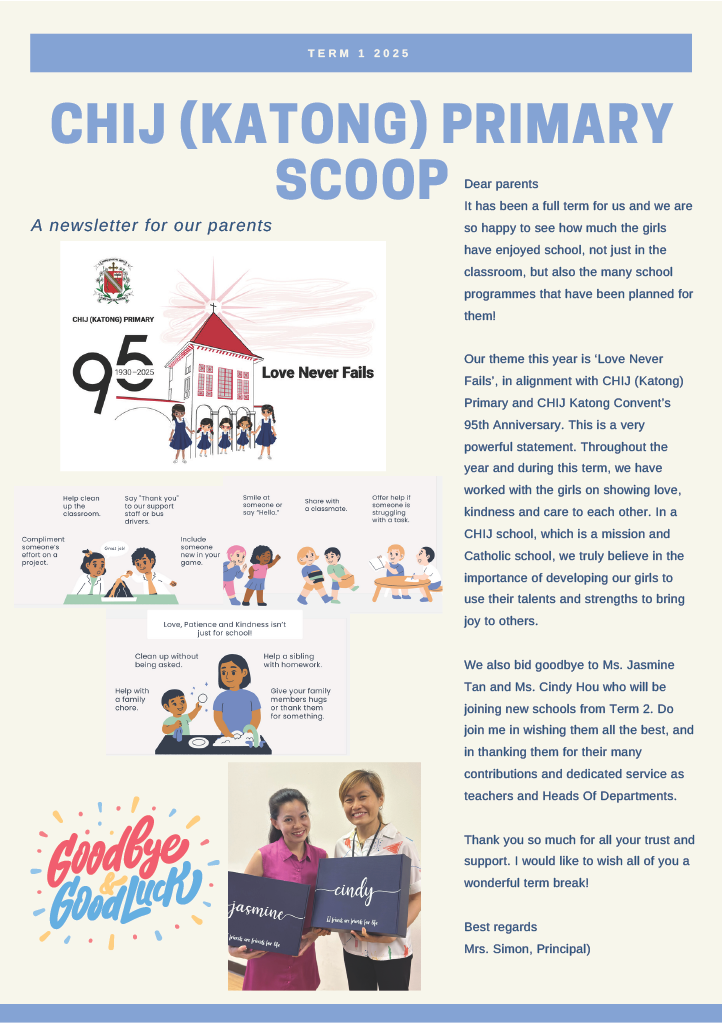 TERM 1 2025
CHIJ (KATONG) PRIMARY
SCOOP
A newsletter for our parents
CHIJ (KATONG) PRIMARY
95
1930-2025
Love Never Fails
Help clean
up the
classroom.
Say "Thank you"
to our support
staff or bus
drivers.
Smile at
someone or
say "Hello."
Share with
a classmate.
Offer help if
someone is
struggling
with a task.
Compliment
someone's
effort on a
project.
Great job!
Include
someone
new in your
game.
Love, Patience and Kindness isn't
just for school!
Clean up without
being asked.
Help a sibling
with homework.
Help with
a family
chore.
Give your family
members hugs
or thank them
for something.
Goodbye
&
Good Luck
jasmine
cindy
Dear parents
It has been a full term for us and we are
so happy to see how much the girls
have enjoyed school, not just in the
classroom, but also the many school
programmes that have been planned for
them!
Our theme this year is ‘Love Never
Fails’, in alignment with CHIJ (Katong)
Primary and CHIJ Katong Convent’s
95th Anniversary. This is a very
powerful statement. Throughout the
year and during this term, we have
worked with the girls on showing love,
kindness and care to each other. In a
CHIJ school, which is a mission and
Catholic school, we truly believe in the
importance of developing our girls to
use their talents and strengths to bring
joy to others.
We also bid goodbye to Ms. Jasmine
Tan and Ms. Cindy Hou who will be
joining new schools from Term 2. Do
join me in wishing them all the best, and
in thanking them for their many
contributions and dedicated service as
teachers and Heads Of Departments.
Thank you so much for all your trust and
support. I would like to wish all of you a
wonderful term break!
Best regards
Mrs. Simon, Principal)